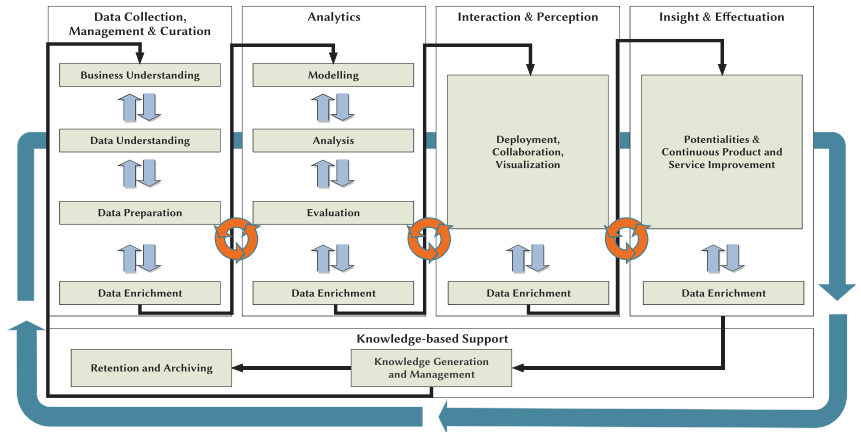 Data Collection,
Management & Curation
Business Understanding
Data Understanding
Data Preparation
Data Enrichment
Analytics
Modelling
Analysis
Evaluation
Data Enrichment
Interaction & Perception
Deployment,
Collaboration,
Visualization
Data Enrichment
Insight & Effectuation
Potentialities &
Continuous Product and
Service Improvement
Data Enrichment
Knowledge-based Support
Retention and Archiving
Knowledge Generation
and Management